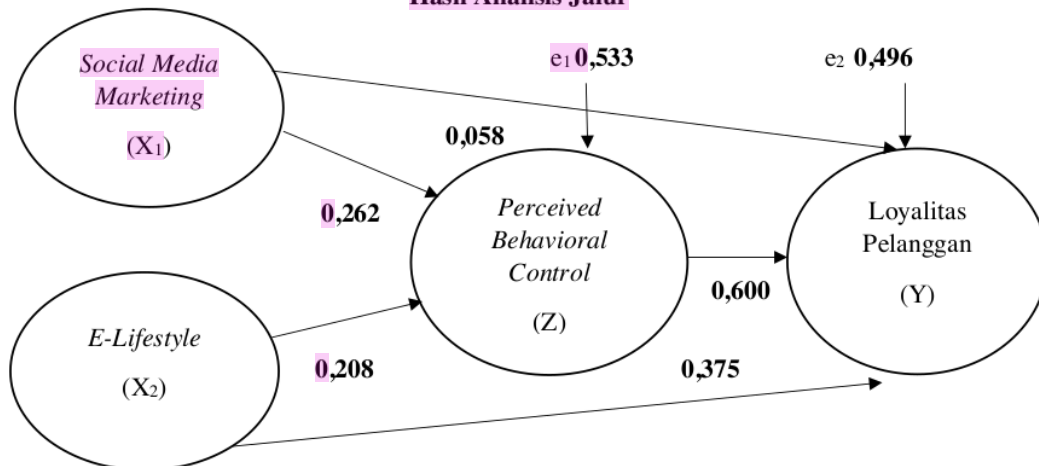 Hasil Analisis Jalur
Social Media
Marketing
(X1)
e1 0,533
e2 0,496
0,058
0,262
Perceived
Behavioral
Control
(Z)
Loyalitas
Pelanggan
(Y)
0,600
E-Lifestyle
(X2)
0,208
0,375